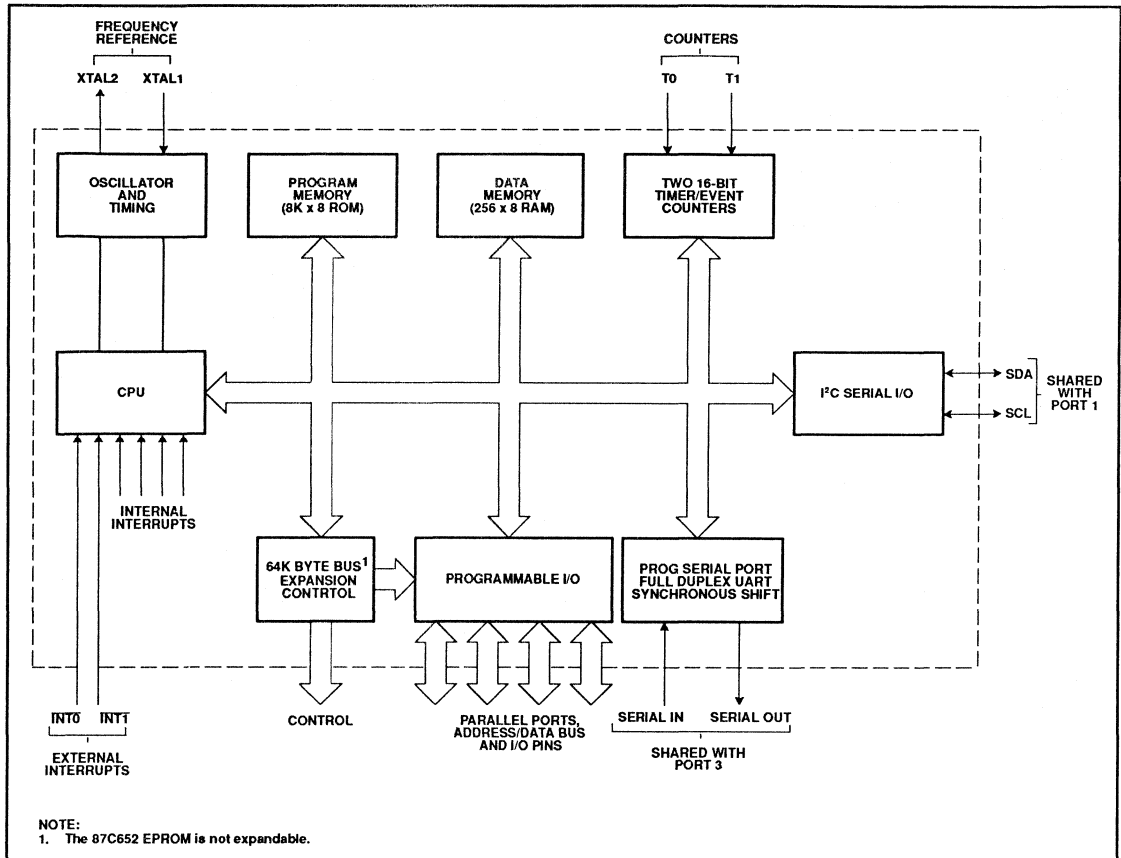 FREQUENCY
REFERENCE
XTAL2 XTAL1
COUNTERS
T0 T1
OSCILLATOR
AND
TIMING
PROGRAM
MEMORY
(8K x 8 ROM)
DATA
MEMORY
(256 x 8 RAM)
TWO 16-BIT
TIMER/EVENT
COUNTERS
CPU
I²C SERIAL I/O
SDA
SCL
SHARED
WITH
PORT 1
INTERNAL
INTERRUPTS
64K BYTE BUS¹
EXPANSION
CONTRTOL
PROGRAMMABLE I/O
PROG SERIAL PORT
FULL DUPLEX UART
SYNCHRONOUS SHIFT
INT0 INT1
EXTERNAL
INTERRUPTS
CONTROL
PARALLEL PORTS,
ADDRESS/DATA BUS
AND I/O PINS
SERIAL IN SERIAL OUT
SHARED WITH
PORT 3
NOTE:
1. The 87C652 EPROM is not expandable.